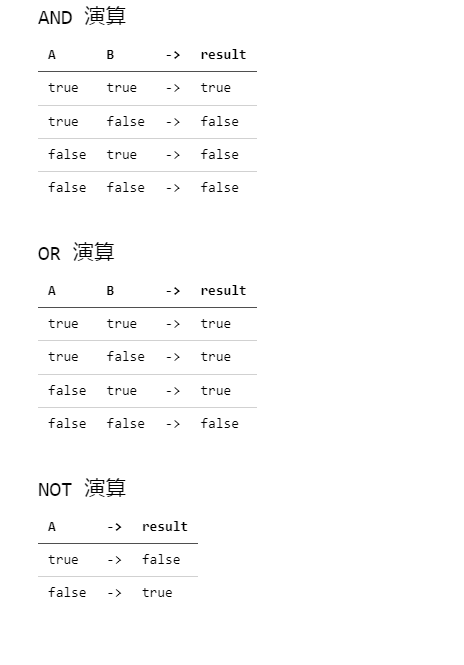 AND 演算
A B -> result
true true -> true
true false -> false
false true -> false
false false -> false
OR 演算
A B -> result
true true -> true
true false -> true
false true -> true
false false -> false
NOT 演算
A -> result
true -> false
false -> true